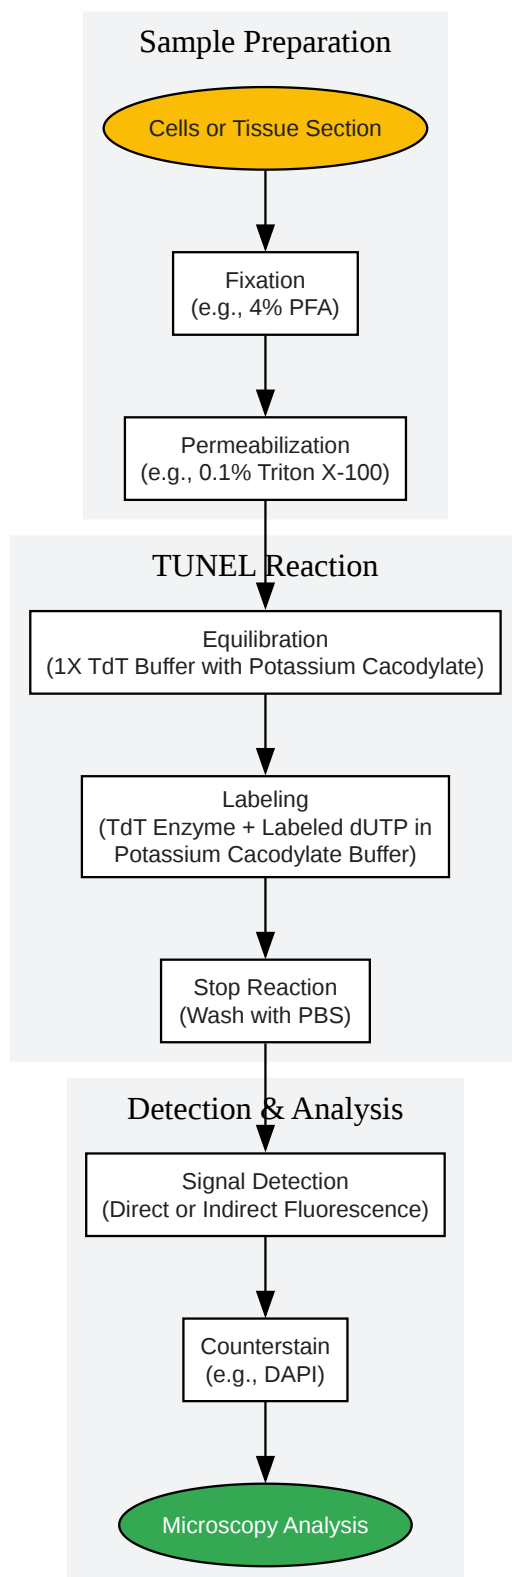 Sample Preparation
Cells or Tissue Section
Fixation
(e.g., 4% PFA)
Permeabilization
(e.g., 0.1% Triton X-100)
TUNEL Reaction
Equilibration
(1X TdT Buffer with Potassium Cacodylate)
Labeling
(TdT Enzyme + Labeled dUTP in
Potassium Cacodylate Buffer)
Stop Reaction
(Wash with PBS)
Detection & Analysis
Signal Detection
(Direct or Indirect Fluorescence)
Counterstain
(e.g., DAPI)
Microscopy Analysis